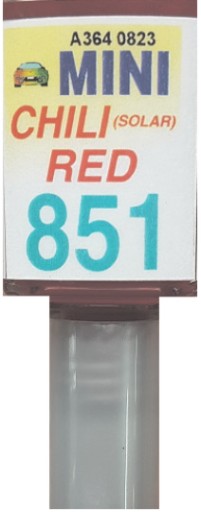 A364 0823
MINI
CHILI (SOLAR)
RED
851